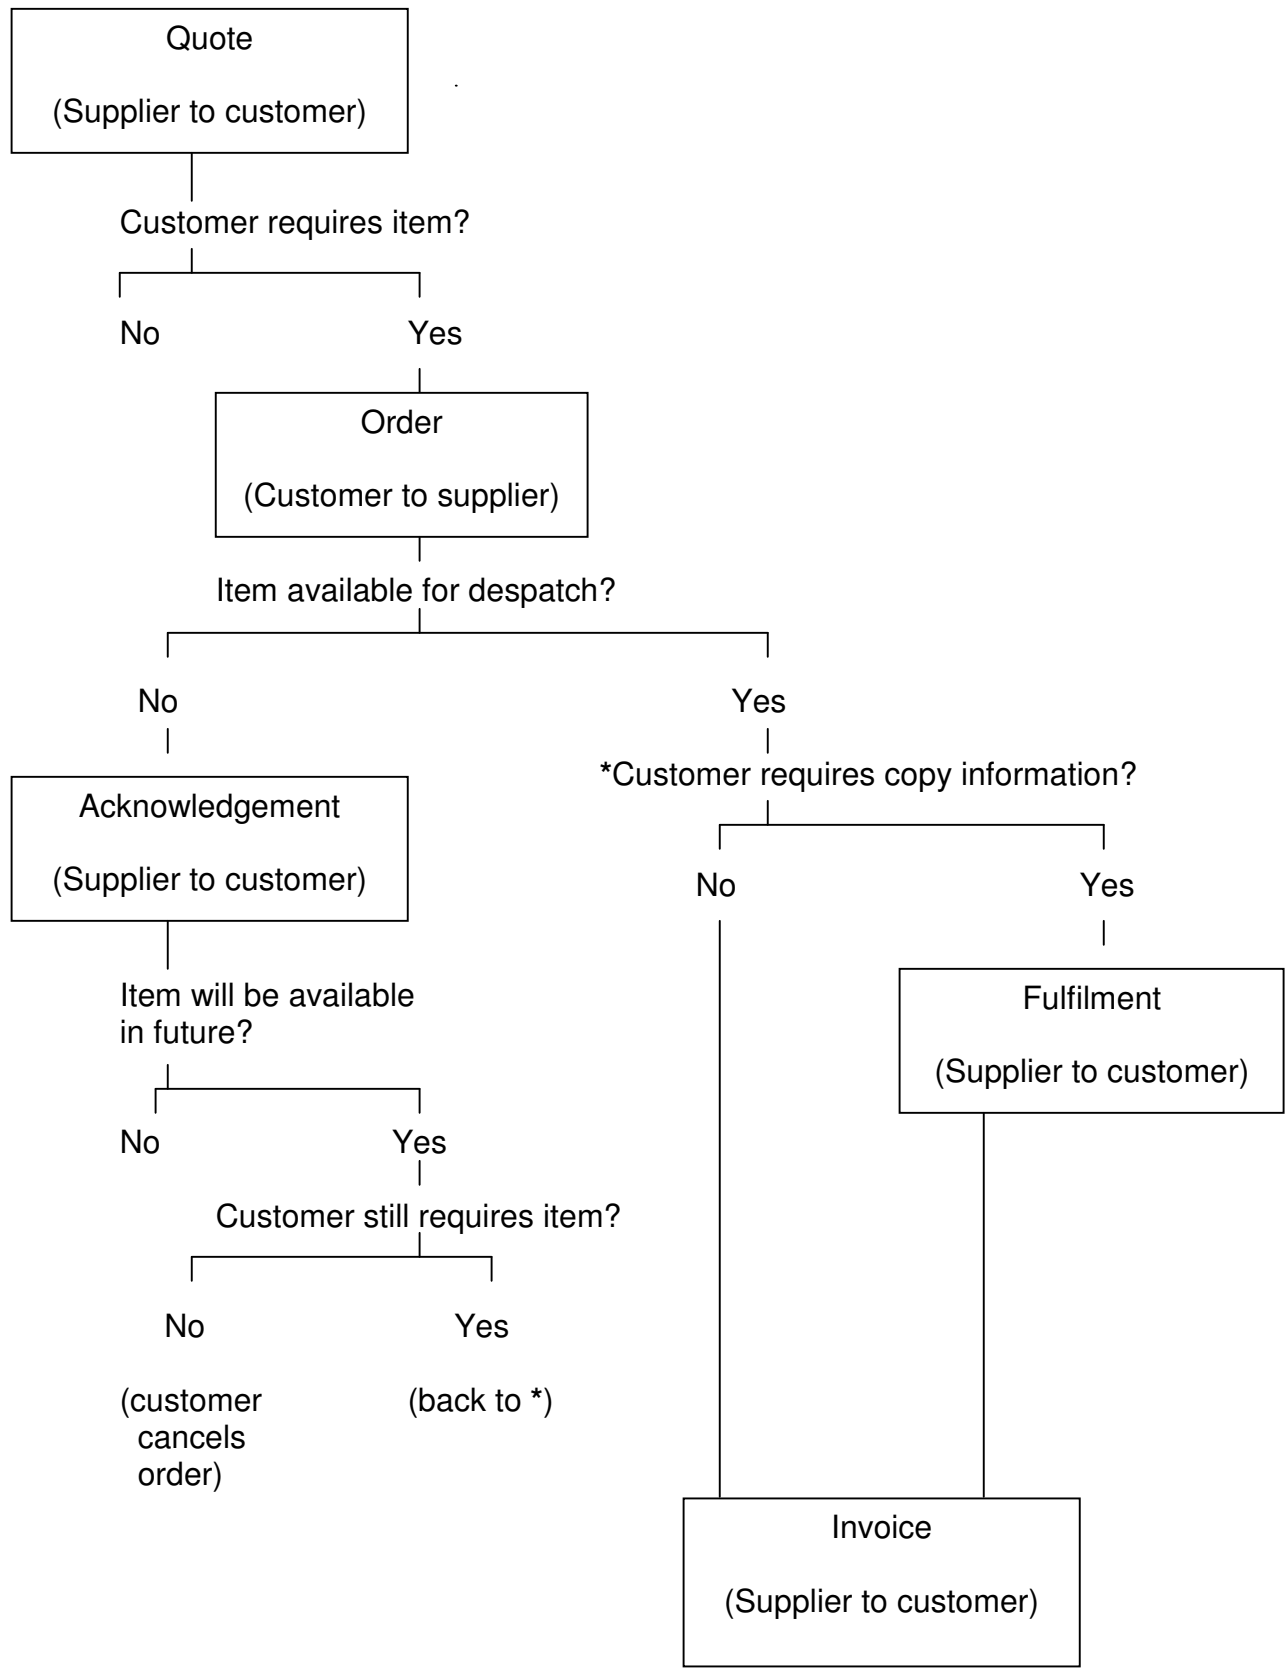 Quote
(Supplier to customer)
Customer requires item?
No
Yes
Order
(Customer to supplier)
Item available for despatch?
No
Yes
Acknowledgement
(Supplier to customer)
*Customer requires copy information?
No
Yes
Item will be available
in future?
Fulfilment
(Supplier to customer)
No
Yes
Customer still requires item?
No
Yes
(customer
cancels
order)
(back to *)
Invoice
(Supplier to customer)